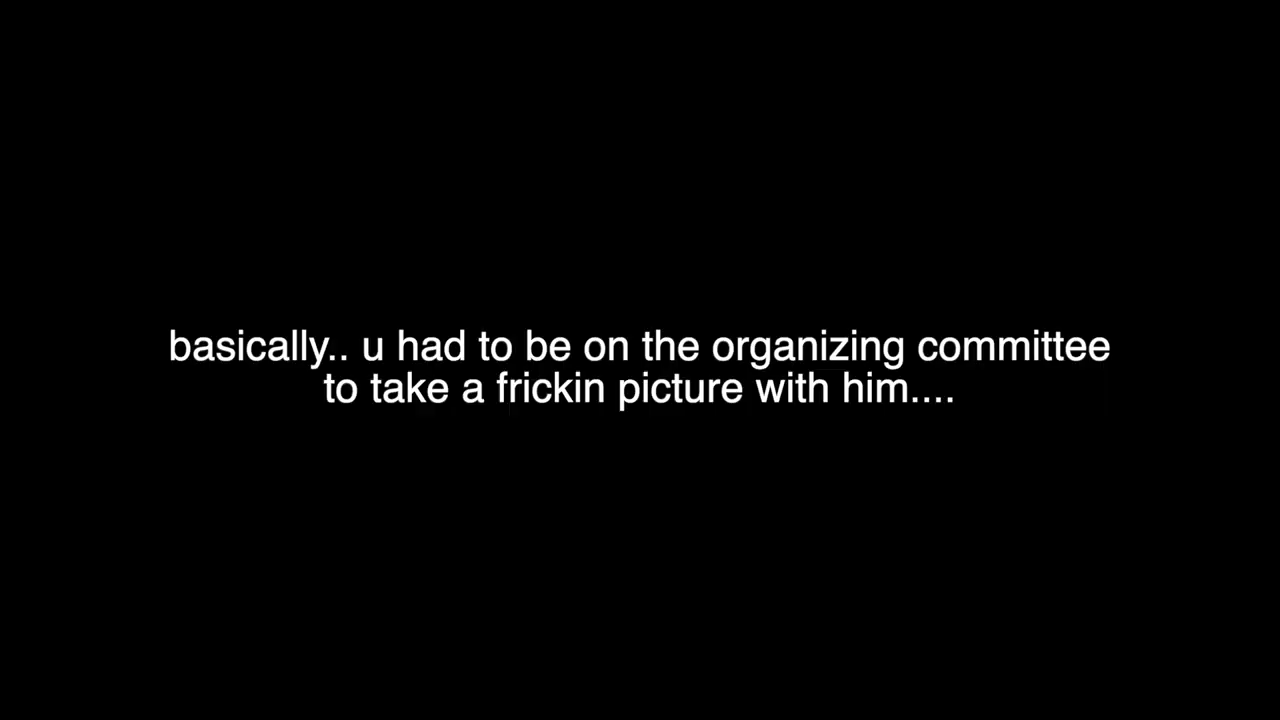 basically.. u had to be on the organizing committee
to take a frickin picture with him....